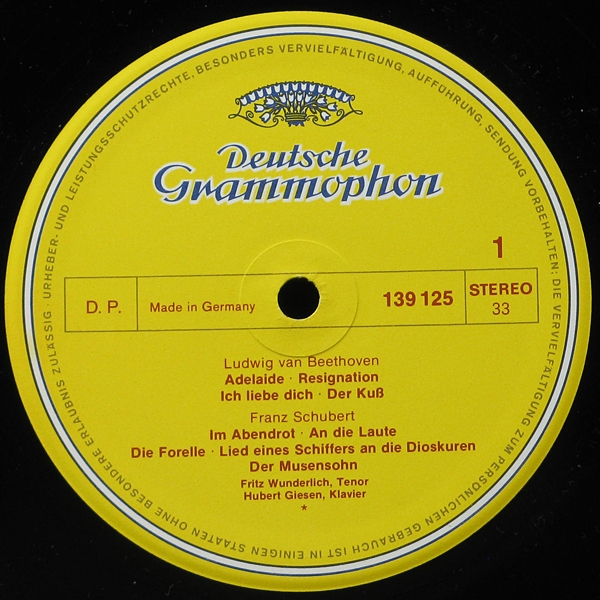 URHEBER- UND LEISTUNGSSCHUTZRECHTE, BESONDERS VERVIELFÄLTIGUNG, AUFFÜHRUNG, SENDUNG VORBEHALTEN; DIE VERVIELFÄLTIGUNG ZUM PERSÖNLICHEN GEBRAUCH IST IN EINIGEN STAATEN OHNE BESONDERE ERLAUBNIS ZULÄSSIG ·
Deutsche
Grammophon
1
D. P. Made in Germany 139 125 STEREO
33
Ludwig van Beethoven
Adelaide · Resignation
Ich liebe dich · Der Kuß
Franz Schubert
Im Abendrot · An die Laute
Die Forelle · Lied eines Schiffers an die Dioskuren
Der Musensohn
Fritz Wunderlich, Tenor
Hubert Giesen, Klavier
*